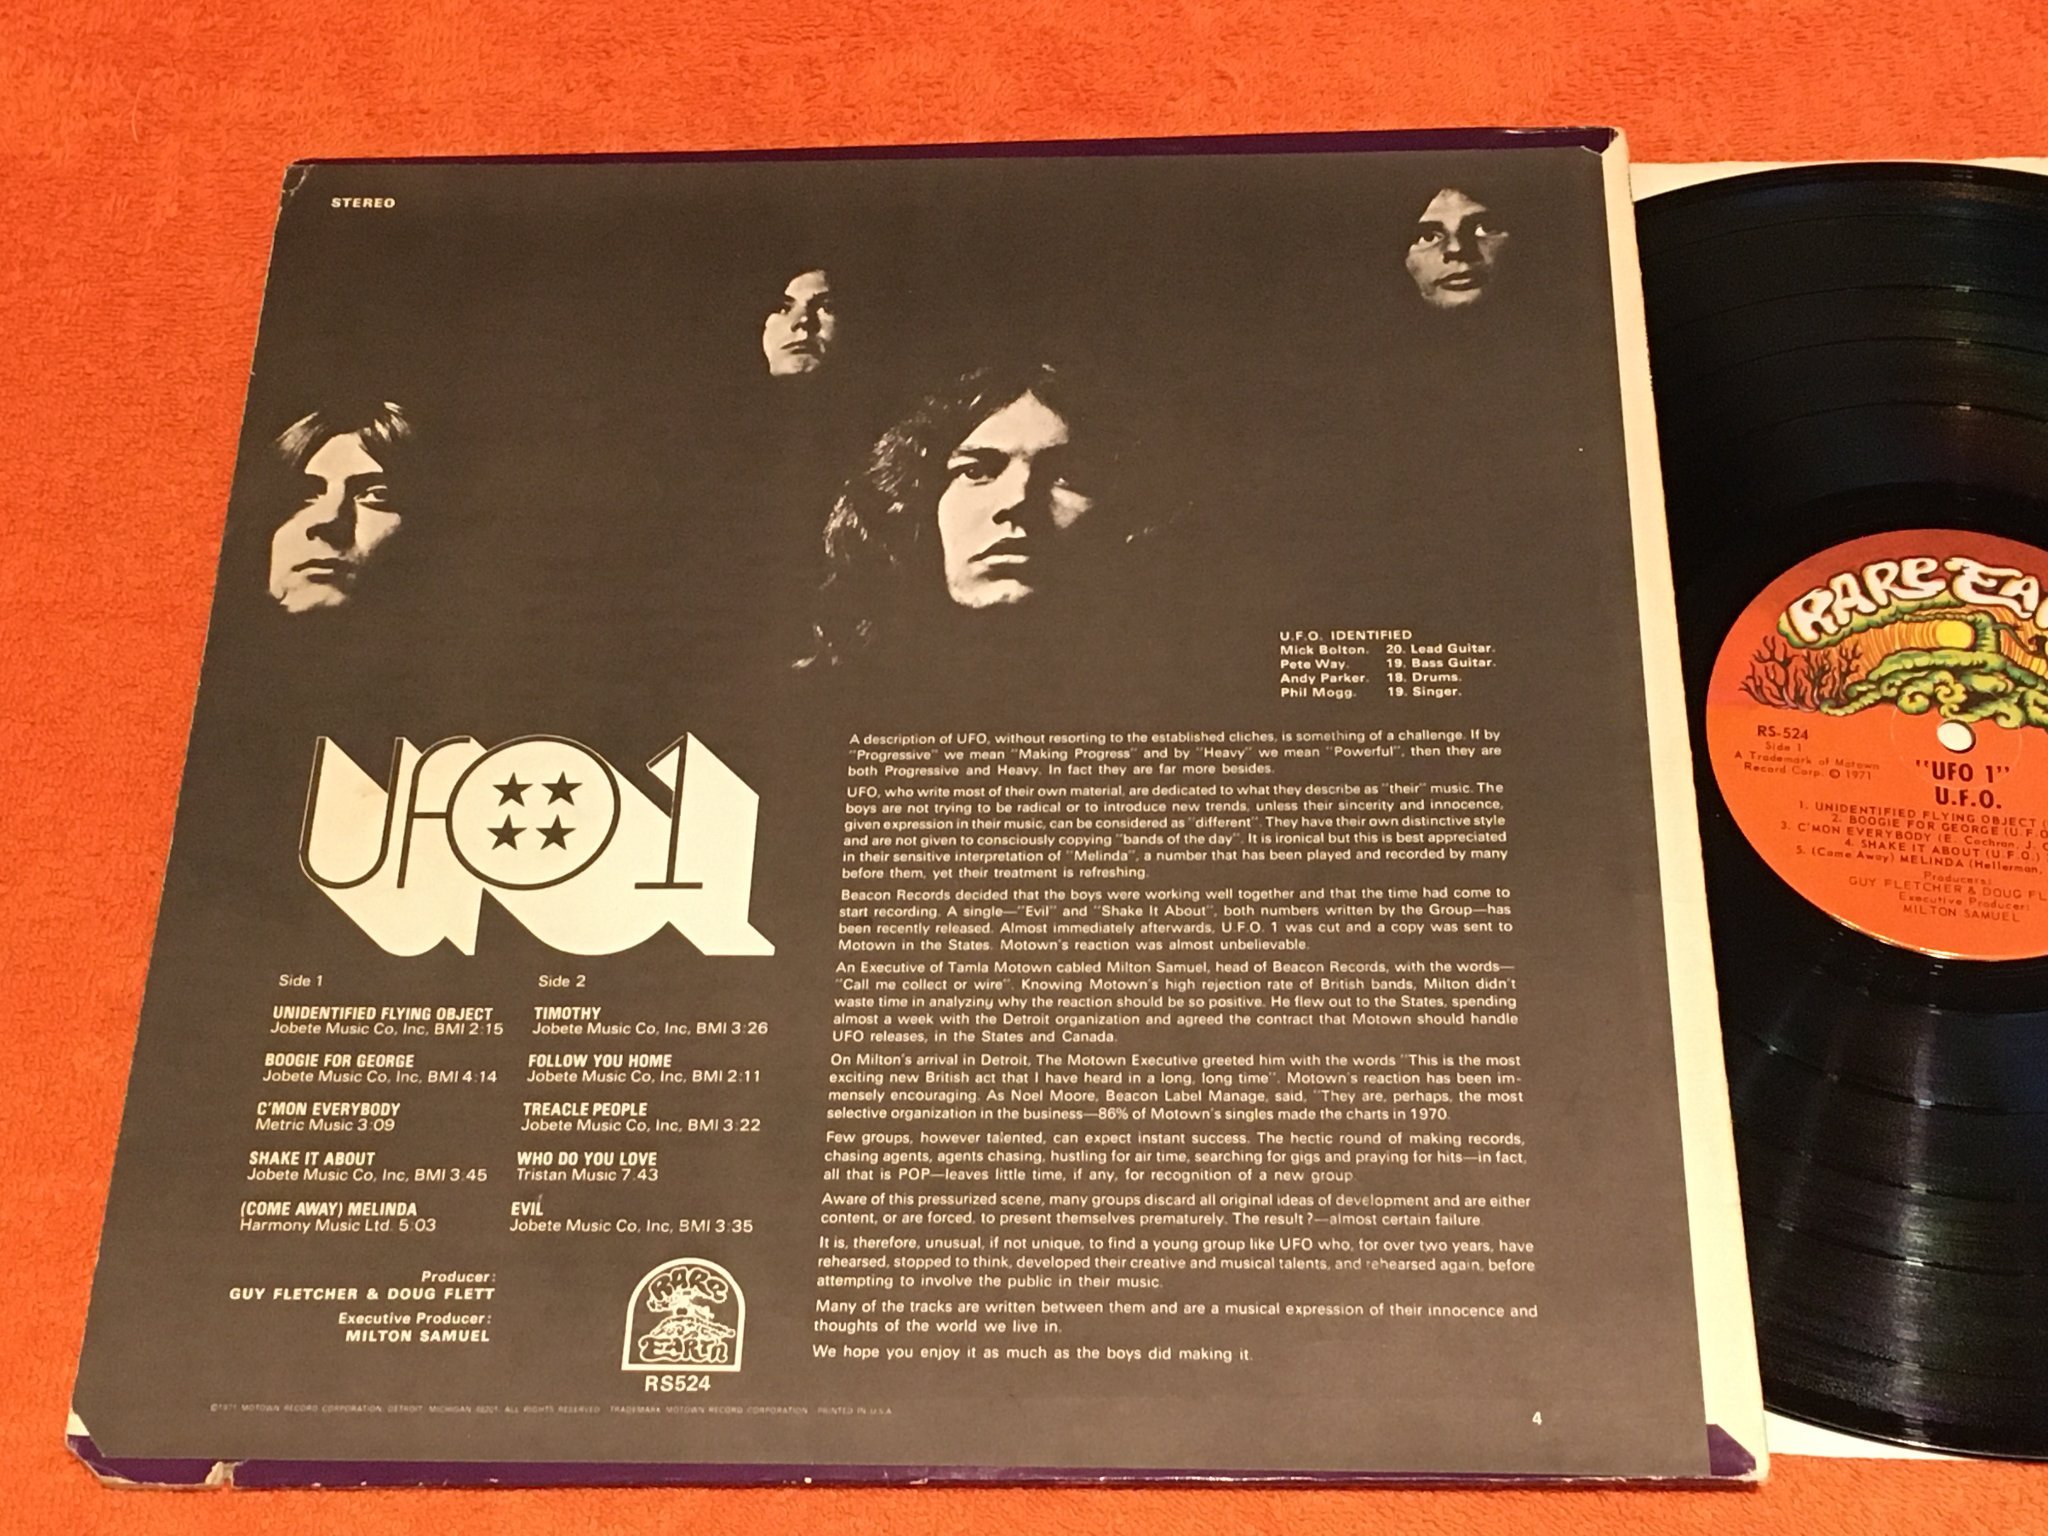 STEREO
U.F.O. IDENTIFIED
Mick Bolton. 20. Lead Guitar.
Pete Way. 19. Bass Guitar.
Andy Parker. 18. Drums.
Phil Mogg. 19. Singer.
UFO 1
A description of UFO, without resorting to the established cliches, is something of a challenge. If by
"Progressive" we mean "Making Progress" and by "Heavy" we mean "Powerful", then they are
both Progressive and Heavy. In fact they are far more besides.
UFO, who write most of their own material, are dedicated to what they describe as "their" music. The
boys are not trying to be radical or to introduce new trends, unless their sincerity and innocence,
given expression in their music, can be considered as "different". They have their own distinctive style
and are not given to consciously copying "bands of the day". It is ironical but this is best appreciated
in their sensitive interpretation of "Melinda", a number that has been played and recorded by many
before them, yet their treatment is refreshing.
Beacon Records decided that the boys were working well together and that the time had come to
start recording. A single—"Evil" and "Shake It About", both numbers written by the Group—has
been recently released. Almost immediately afterwards, U.F.O. 1 was cut and a copy was sent to
Motown in the States. Motown's reaction was almost unbelievable.
An Executive of Tamla Motown cabled Milton Samuel, head of Beacon Records, with the words—
"Call me collect or wire". Knowing Motown's high rejection rate of British bands, Milton didn't
waste time in analyzing why the reaction should be so positive. He flew out to the States, spending
almost a week with the Detroit organization and agreed the contract that Motown should handle
UFO releases, in the States and Canada.
On Milton's arrival in Detroit, The Motown Executive greeted him with the words "This is the most
exciting new British act that I have heard in a long, long time". Motown's reaction has been im-
mensely encouraging. As Noel Moore, Beacon Label Manage, said, "They are, perhaps, the most
selective organization in the business—86% of Motown's singles made the charts in 1970.
Few groups, however talented, can expect instant success. The hectic round of making records,
chasing agents, agents chasing, hustling for air time, searching for gigs and praying for hits—in fact,
all that is POP—leaves little time, if any, for recognition of a new group.
Aware of this pressurized scene, many groups discard all original ideas of development and are either
content, or are forced, to present themselves prematurely. The result?—almost certain failure.
It is, therefore, unusual, if not unique, to find a young group like UFO who, for over two years, have
rehearsed, stopped to think, developed their creative and musical talents, and rehearsed again, before
attempting to involve the public in their music.
Many of the tracks are written between them and are a musical expression of their innocence and
thoughts of the world we live in.
We hope you enjoy it as much as the boys did making it.
Side 1
UNIDENTIFIED FLYING OBJECT
Jobete Music Co, Inc, BMI 2:15
BOOGIE FOR GEORGE
Jobete Music Co, Inc, BMI 4:14
C'MON EVERYBODY
Metric Music 3:09
SHAKE IT ABOUT
Jobete Music Co, Inc, BMI 3:45
(COME AWAY) MELINDA
Harmony Music Ltd. 5:03
Side 2
TIMOTHY
Jobete Music Co, Inc, BMI 3:26
FOLLOW YOU HOME
Jobete Music Co, Inc, BMI 2:11
TREACLE PEOPLE
Jobete Music Co, Inc, BMI 3:22
WHO DO YOU LOVE
Tristan Music 7.43
EVIL
Jobete Music Co, Inc, BMI 3:35
Producer:
GUY FLETCHER & DOUG FLETT
Executive Producer:
MILTON SAMUEL
RARE
EARTH
RS524
©1971 MOTOWN RECORD CORPORATION, DETROIT, MICHIGAN 48201. ALL RIGHTS RESERVED. TRADEMARK MOTOWN RECORD CORPORATION. PRINTED IN U.S.A.
4
RARE EA
RS-524
Side 1
A Trademark of Motown
Record Corp. © 1971
"UFO 1"
U.F.O.
1. UNIDENTIFIED FLYING OBJECT (
2. BOOGIE FOR GEORGE (U.F.O
3. C'MON EVERYBODY (E. Cochran, J. C
4. SHAKE IT ABOUT (U.F.O.)
5. (Come Away) MELINDA (Hellerman,
Producers:
GUY FLETCHER & DOUG FL
Executive Producer:
MILTON SAMUEL